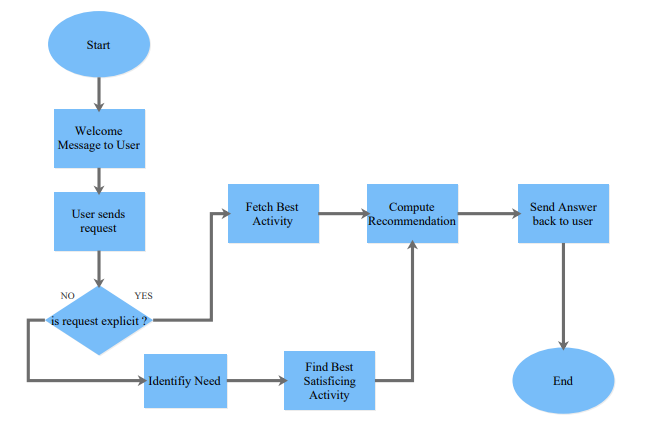 Start
Welcome
Message to User
User sends
request
NO
YES
is request explicit ?
Identifiy Need
Find Best
Satisficing
Activity
Fetch Best
Activity
Compute
Recommendation
Send Answer
back to user
End